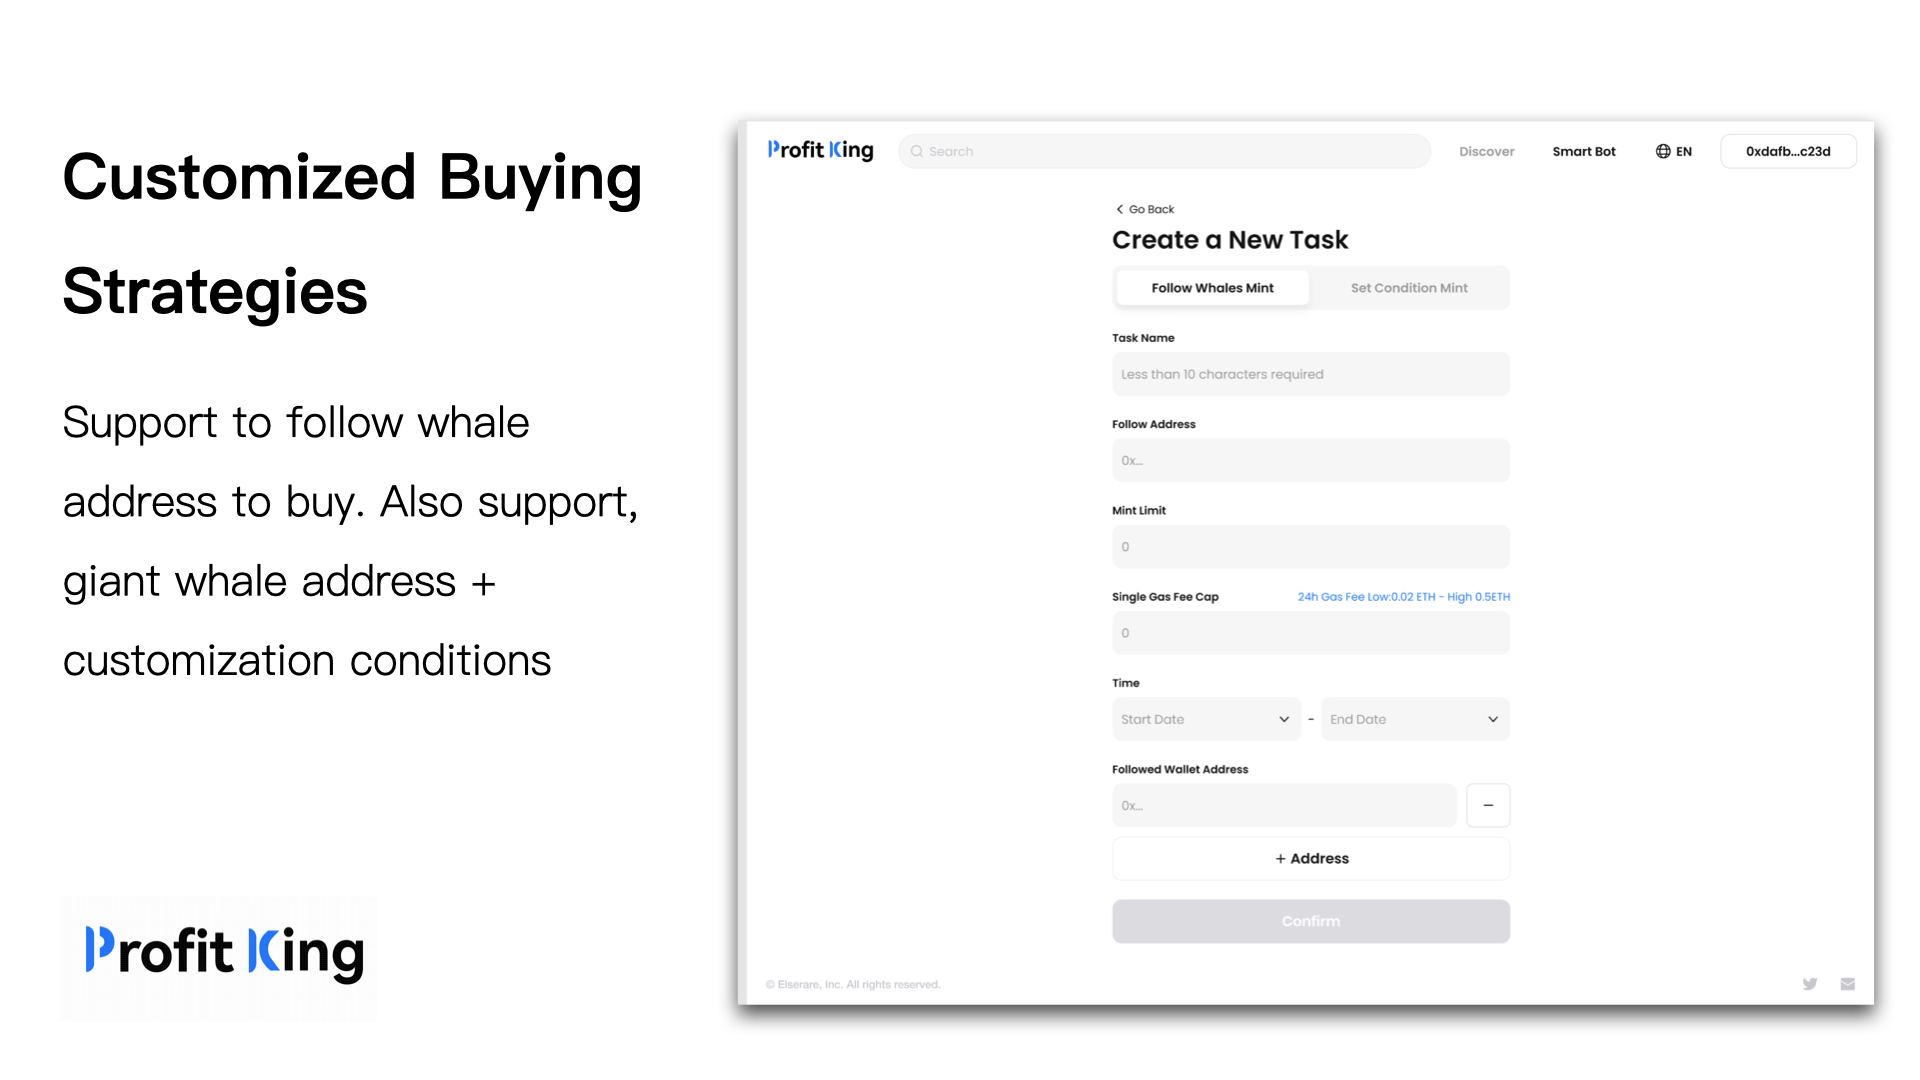 Customized Buying
Strategies
Support to follow whale
address to buy. Also support,
giant whale address +
customization conditions
Profit King
Profit King
Search
Discover
Smart Bot
EN
0xdafb...c23d
Go Back
Create a New Task
Follow Whales Mint
Set Condition Mint
Task Name
Less than 10 characters required
Follow Address
0x...
Mint Limit
0
Single Gas Fee Cap
24h Gas Fee Low:0.02 ETH - High 0.5ETH
0
Time
Start Date - End Date
Followed Wallet Address
0x...
−
+ Address
Confirm
© Elserare, Inc. All rights reserved.